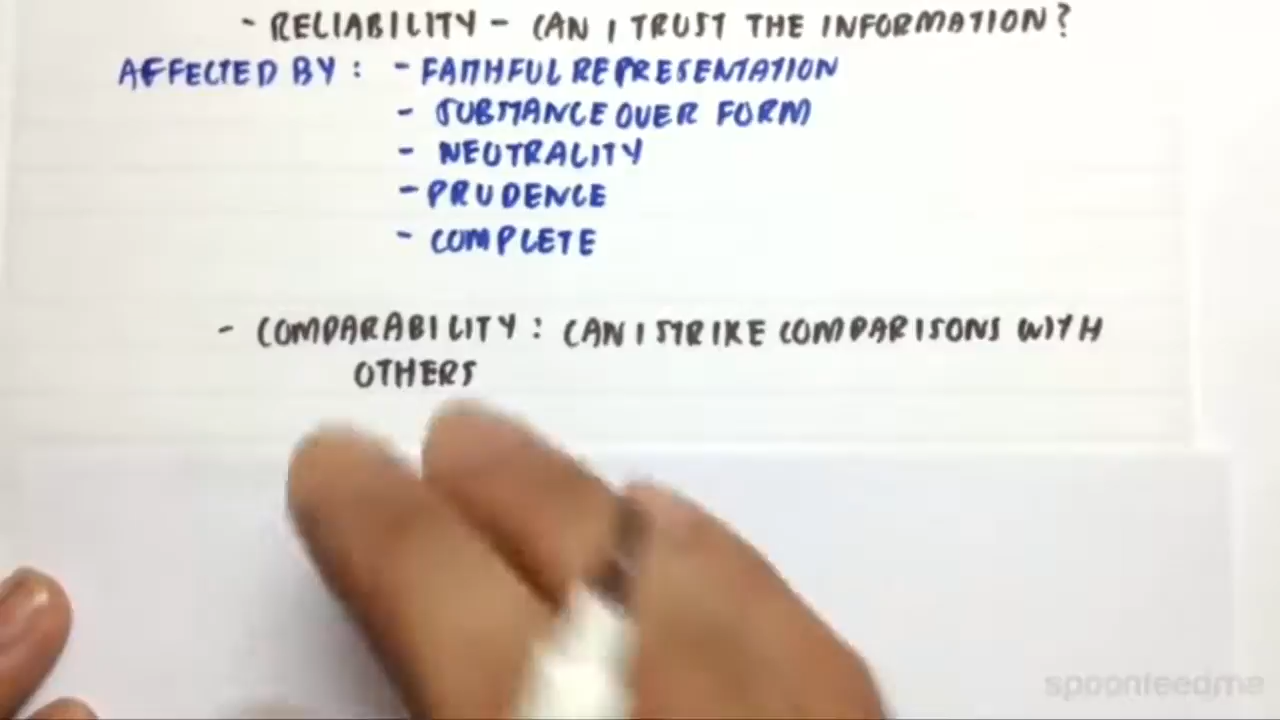 - RELIABILITY - CAN I TRUST THE INFORMATION?
AFFECTED BY : - FAITHFUL REPRESENTATION
- SUBSTANCE OVER FORM
- NEUTRALITY
- PRUDENCE
- COMPLETE
- COMPARABILITY : CAN I STRIKE COMPARISONS WITH
OTHERS
spoonfeedme